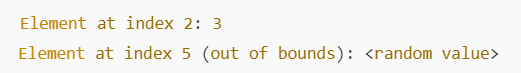 Element at index 2: 3
Element at index 5 (out of bounds): <random value>